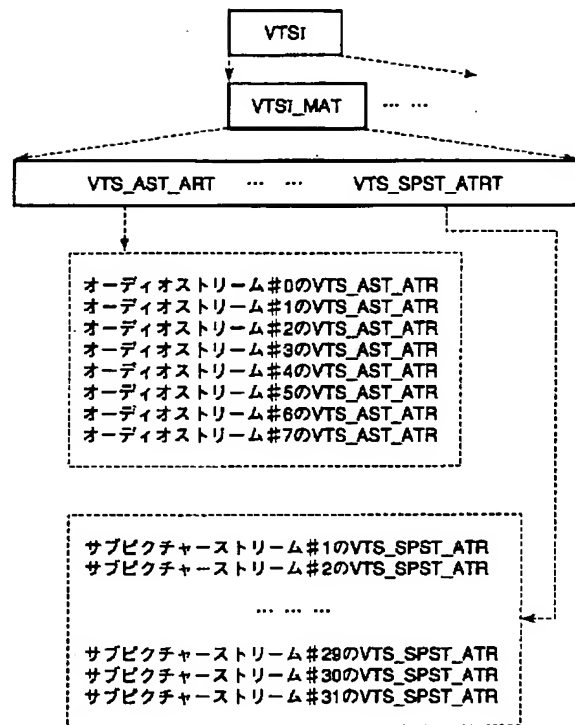 VTSI
VTSI_MAT … …
VTS_AST_ART … … VTS_SPST_ATRT
オーディオストリーム#0のVTS_AST_ATR
オーディオストリーム#1のVTS_AST_ATR
オーディオストリーム#2のVTS_AST_ATR
オーディオストリーム#3のVTS_AST_ATR
オーディオストリーム#4のVTS_AST_ATR
オーディオストリーム#5のVTS_AST_ATR
オーディオストリーム#6のVTS_AST_ATR
オーディオストリーム#7のVTS_AST_ATR
サブピクチャーストリーム#1のVTS_SPST_ATR
サブピクチャーストリーム#2のVTS_SPST_ATR
… … …
サブピクチャーストリーム#29のVTS_SPST_ATR
サブピクチャーストリーム#30のVTS_SPST_ATR
サブピクチャーストリーム#31のVTS_SPST_ATR